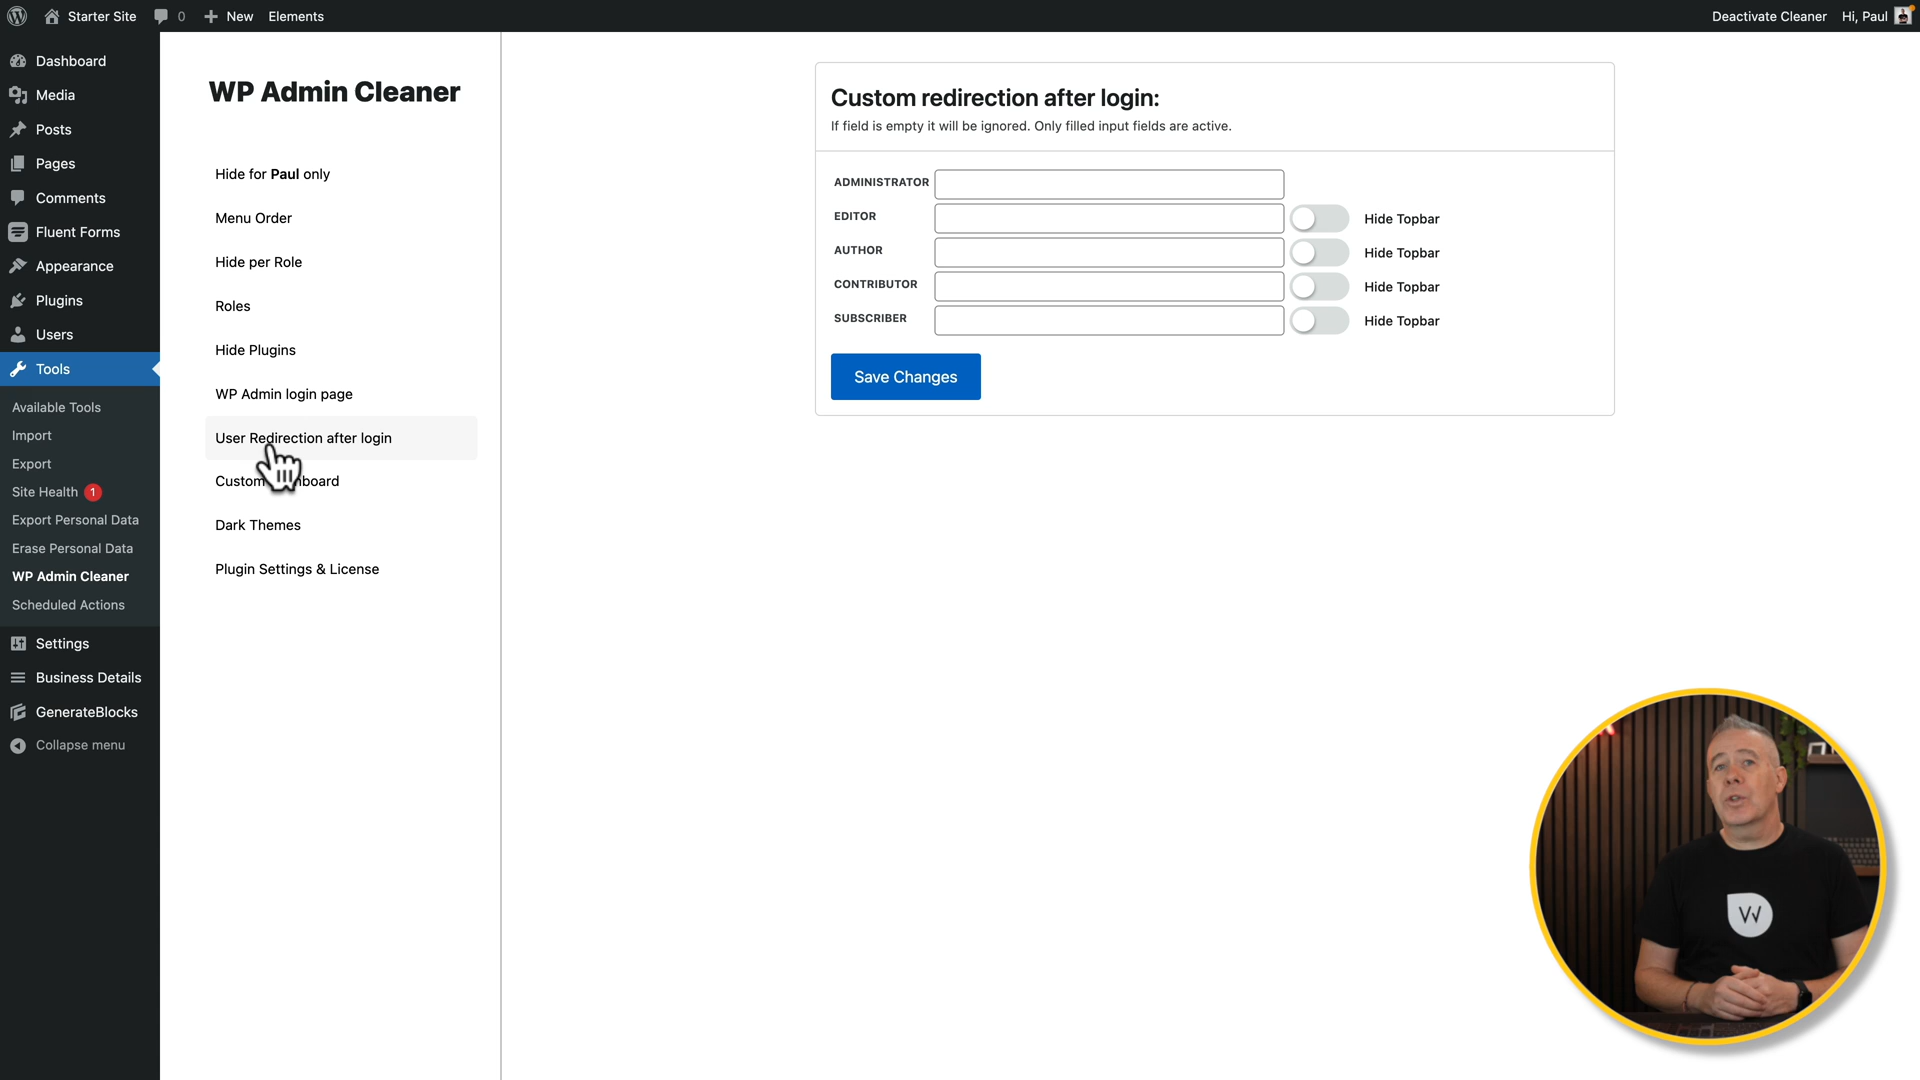 Starter Site
0
New
Elements
Deactivate Cleaner
Hi, Paul
Dashboard
Media
Posts
Pages
Comments
Fluent Forms
Appearance
Plugins
Users
Tools
Available Tools
Import
Export
Site Health 1
Export Personal Data
Erase Personal Data
WP Admin Cleaner
Scheduled Actions
Settings
Business Details
GenerateBlocks
Collapse menu
WP Admin Cleaner
Hide for Paul only
Menu Order
Hide per Role
Roles
Hide Plugins
WP Admin login page
User Redirection after login
Custom board
Dark Themes
Plugin Settings & License
Custom redirection after login:
If field is empty it will be ignored. Only filled input fields are active.
ADMINISTRATOR
EDITOR
Hide Topbar
AUTHOR
Hide Topbar
CONTRIBUTOR
Hide Topbar
SUBSCRIBER
Hide Topbar
Save Changes
W